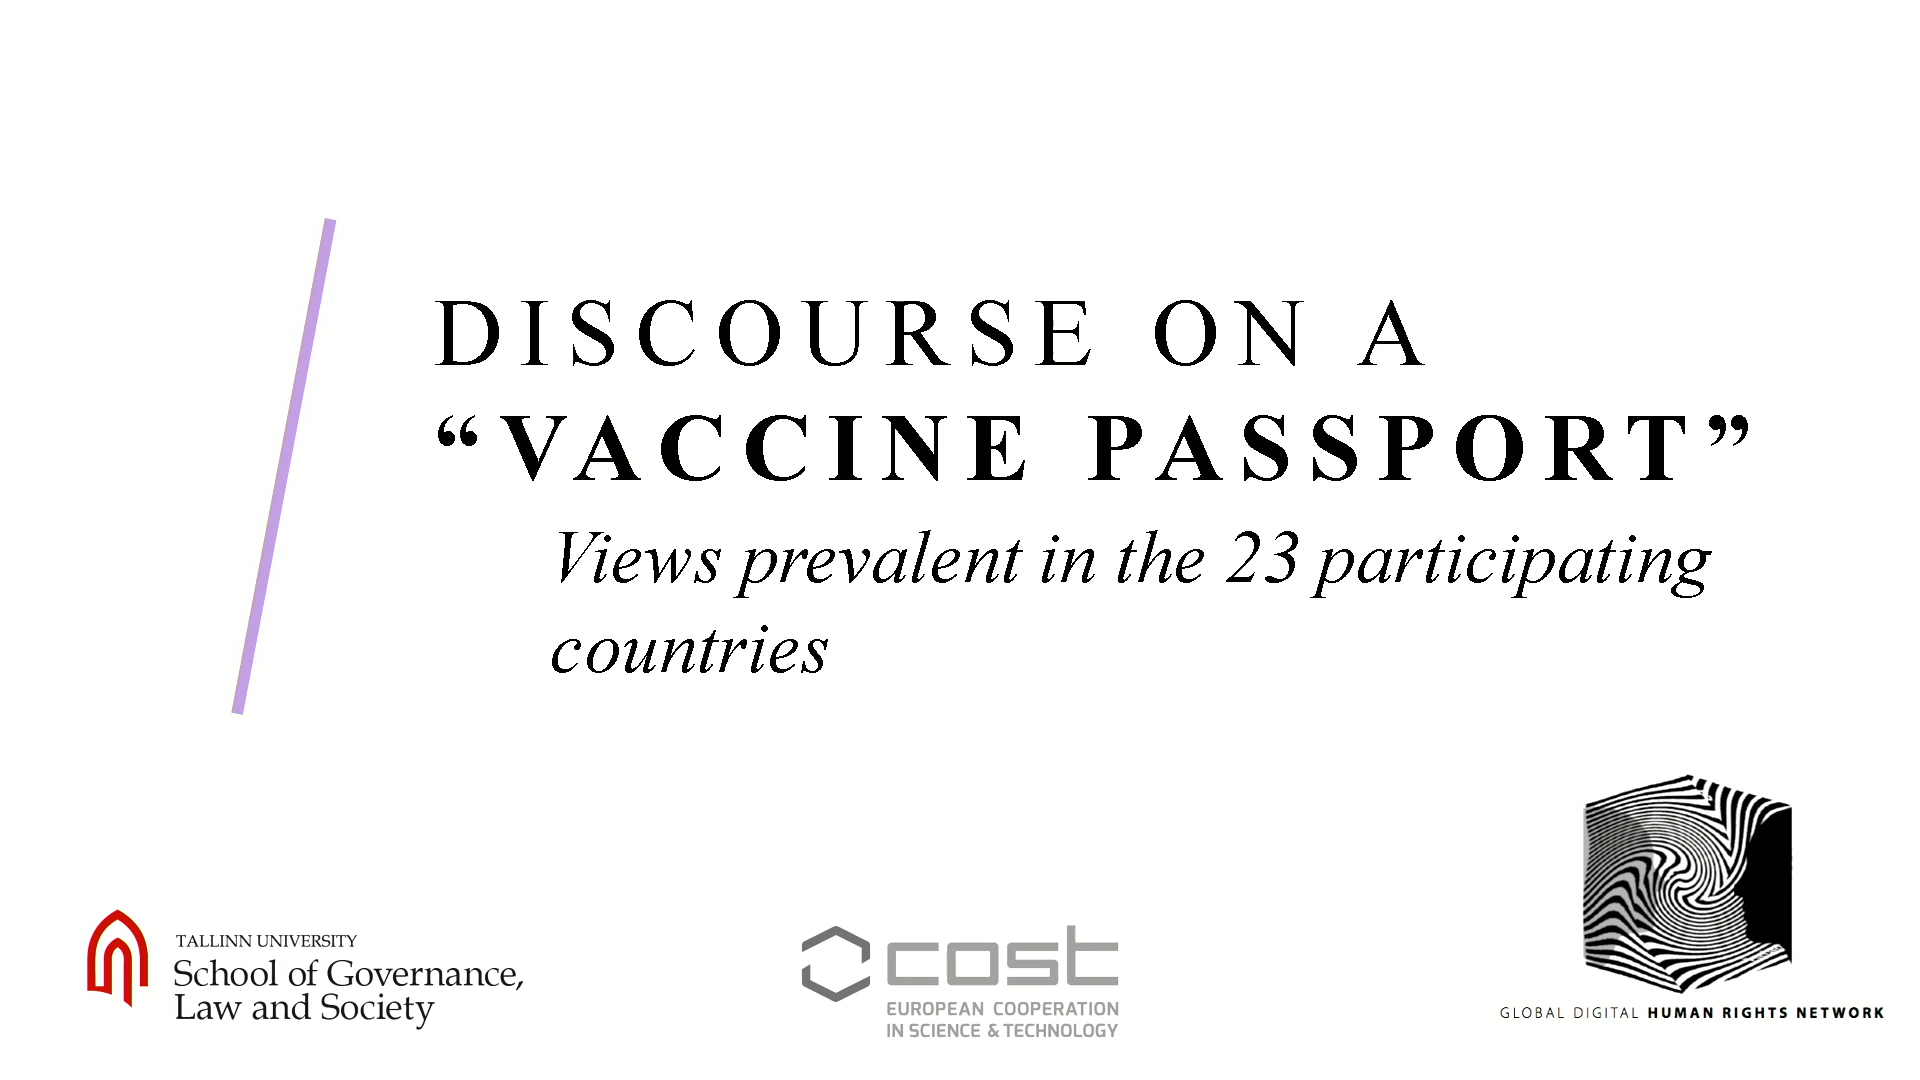 DISCOURSE ON A
“VACCINE PASSPORT”
Views prevalent in the 23 participating
countries
TALLINN UNIVERSITY
School of Governance,
Law and Society
cost
EUROPEAN COOPERATION
IN SCIENCE & TECHNOLOGY
GLOBAL DIGITAL HUMAN RIGHTS NETWORK